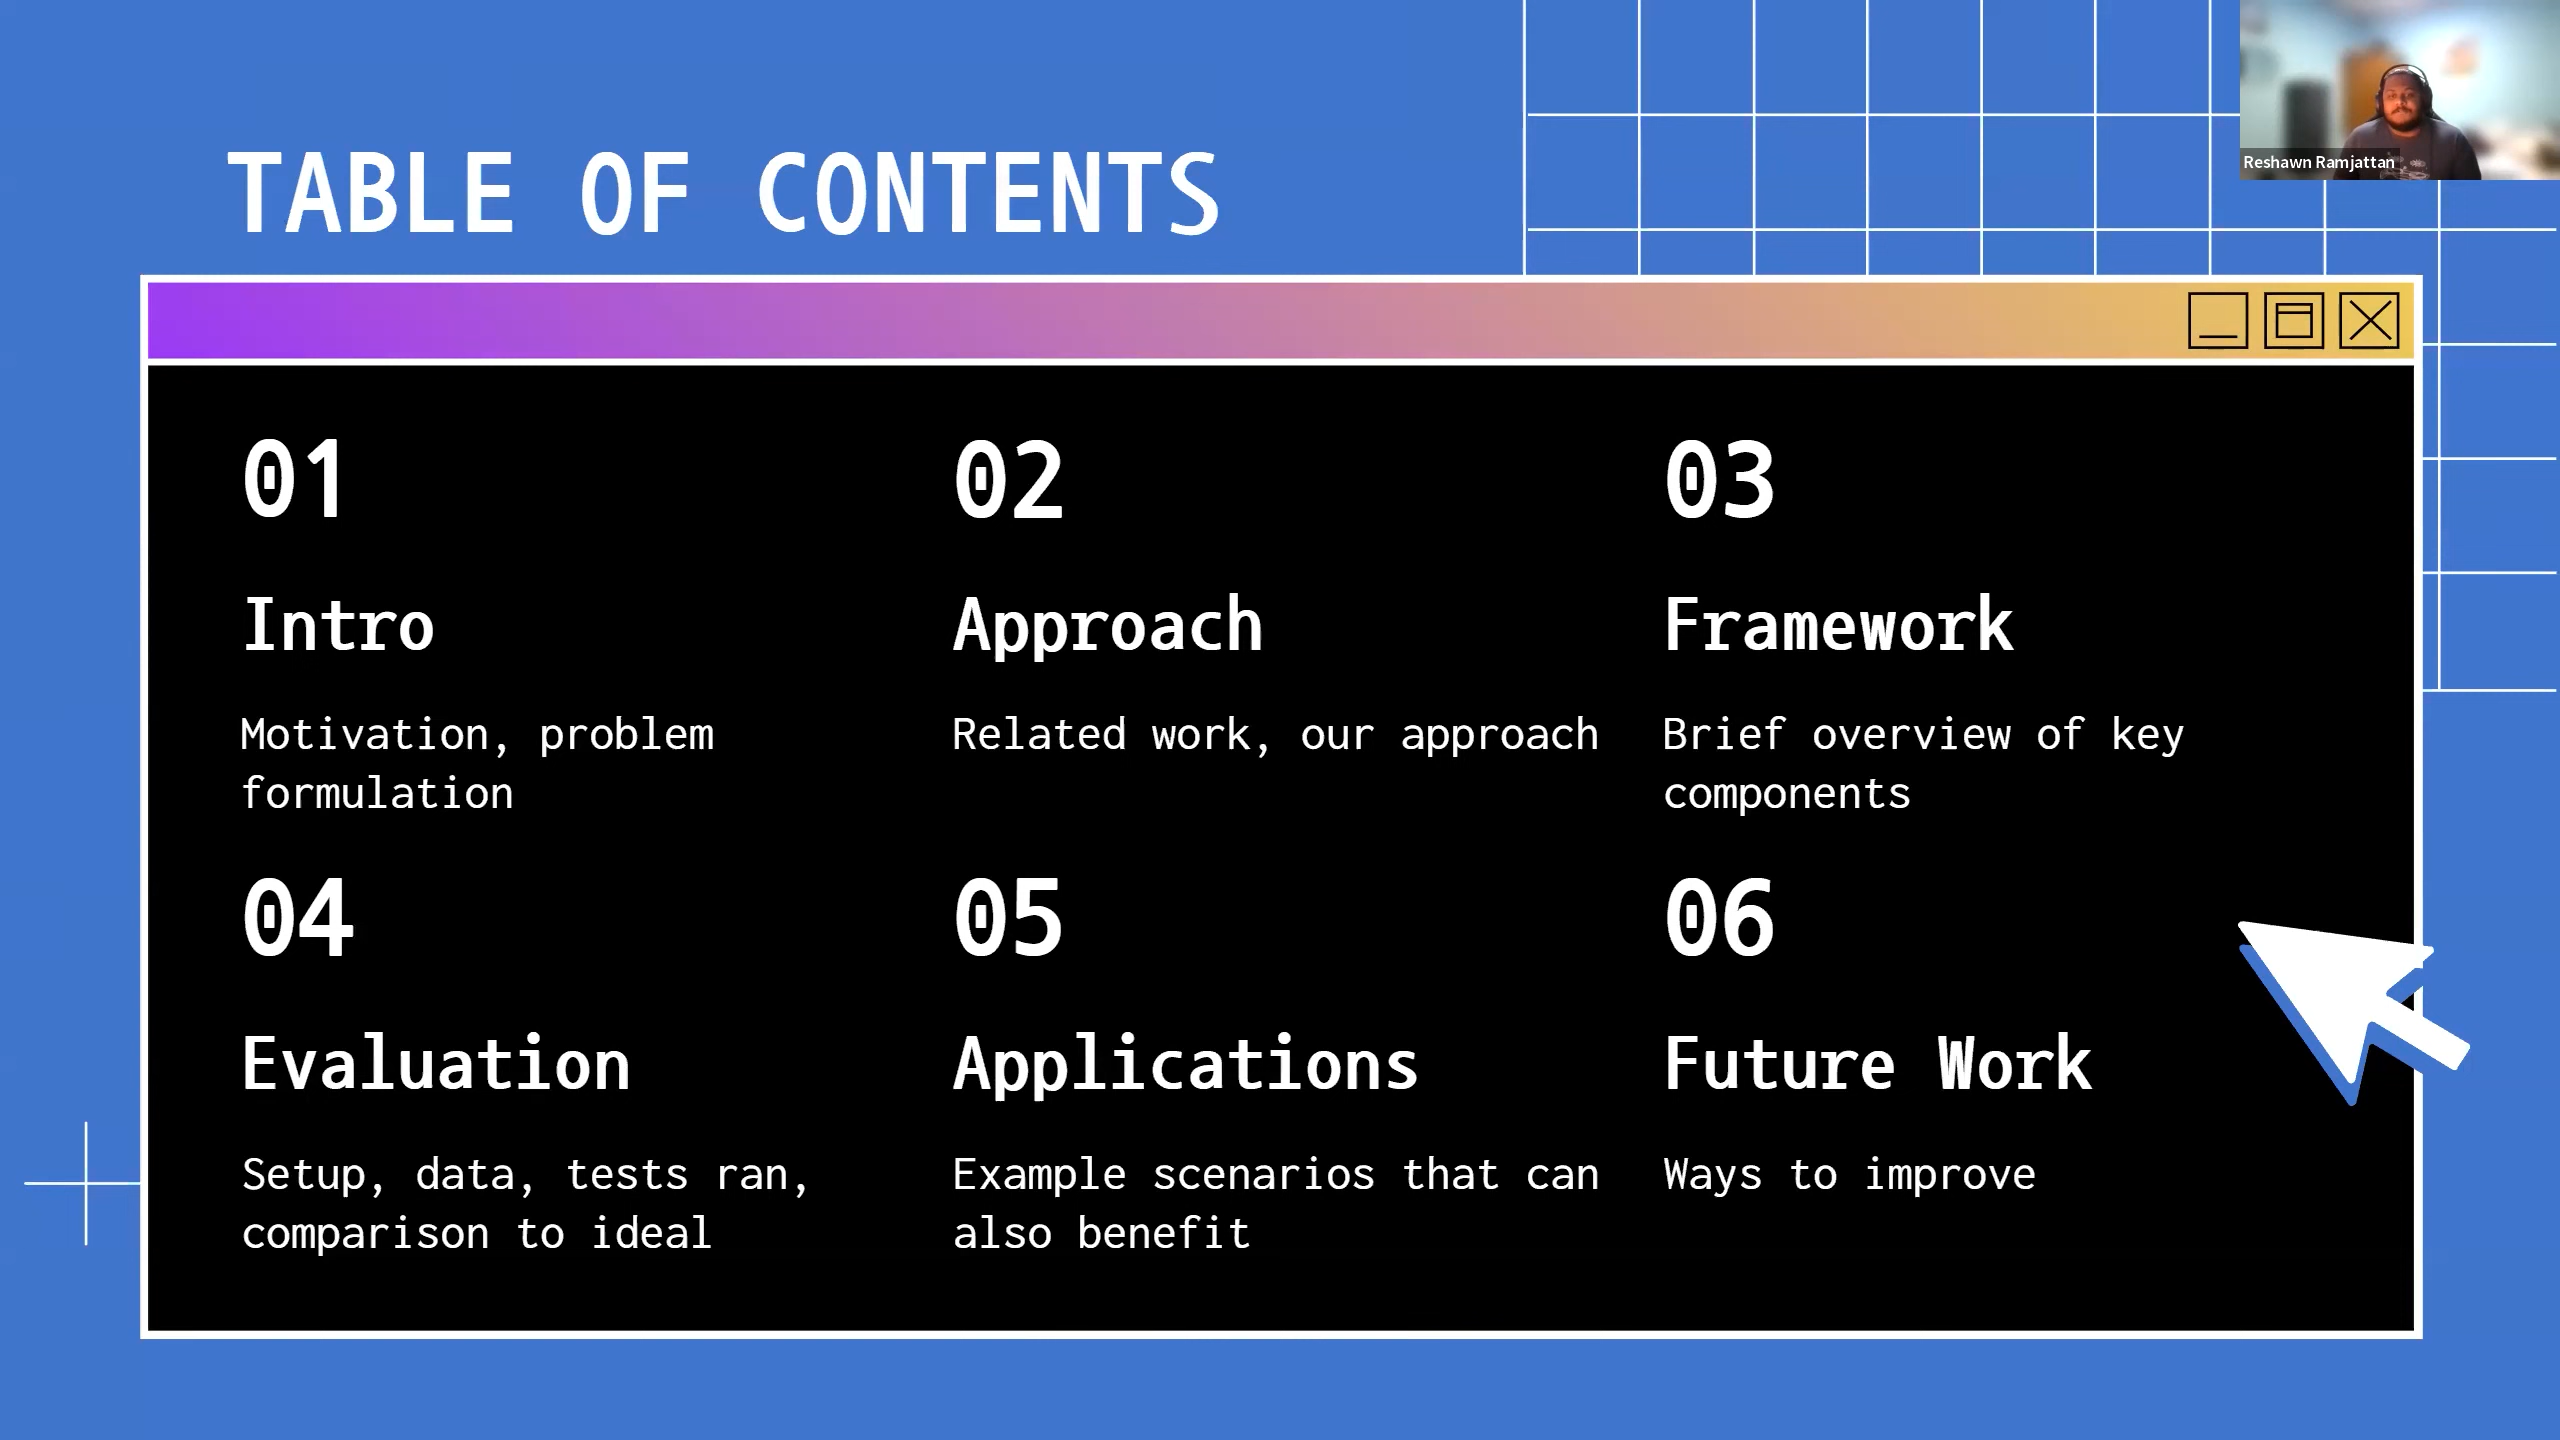 TABLE OF CONTENTS
Reshawn Ramjattan
01
Intro
Motivation, problem
formulation
02
Approach
Related work, our approach
03
Framework
Brief overview of key
components
04
Evaluation
Setup, data, tests ran,
comparison to ideal
05
Applications
Example scenarios that can
also benefit
06
Future Work
Ways to improve